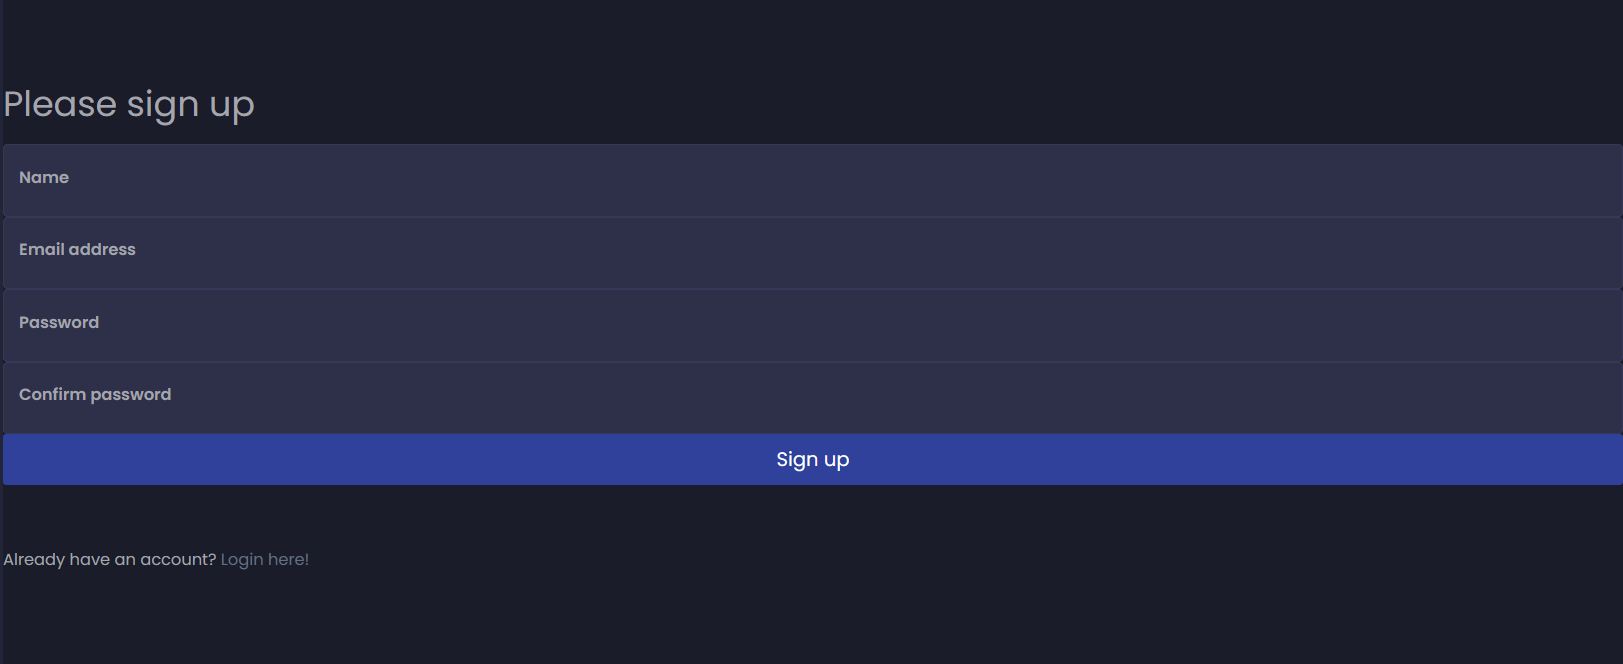 Please sign up
Name
Email address
Password
Confirm password
Sign up
Already have an account? Login here!